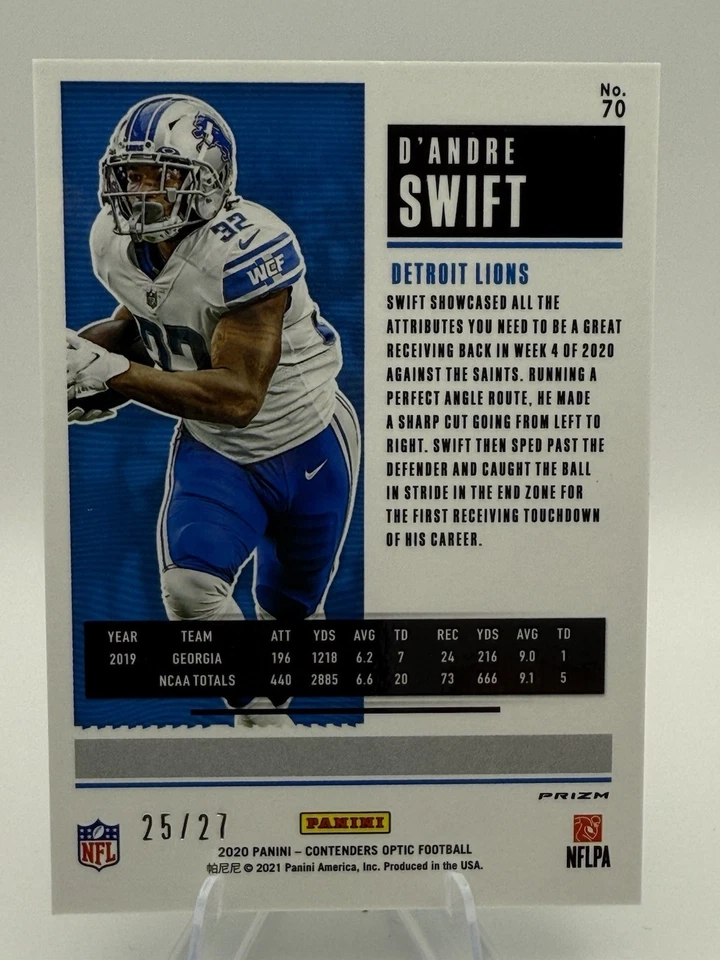 No.
70
D'ANDRE
SWIFT
DETROIT LIONS
SWIFT SHOWCASED ALL THE
ATTRIBUTES YOU NEED TO BE A GREAT
RECEIVING BACK IN WEEK 4 OF 2020
AGAINST THE SAINTS. RUNNING A
PERFECT ANGLE ROUTE, HE MADE
A SHARP CUT GOING FROM LEFT TO
RIGHT. SWIFT THEN SPED PAST THE
DEFENDER AND CAUGHT THE BALL
IN STRIDE IN THE END ZONE FOR
THE FIRST RECEIVING TOUCHDOWN
OF HIS CAREER.
32
WCF
32
YEAR TEAM ATT YDS AVG TD REC YDS AVG TD
2019 GEORGIA 196 1218 6.2 7 24 216 9.0 1
NCAA TOTALS 440 2885 6.6 20 73 666 9.1 5
PRIZM
NFL
25/27
PANINI
NFLPA
2020 PANINI – CONTENDERS OPTIC FOOTBALL
帕尼尼 © 2021 Panini America, Inc. Produced in the USA.